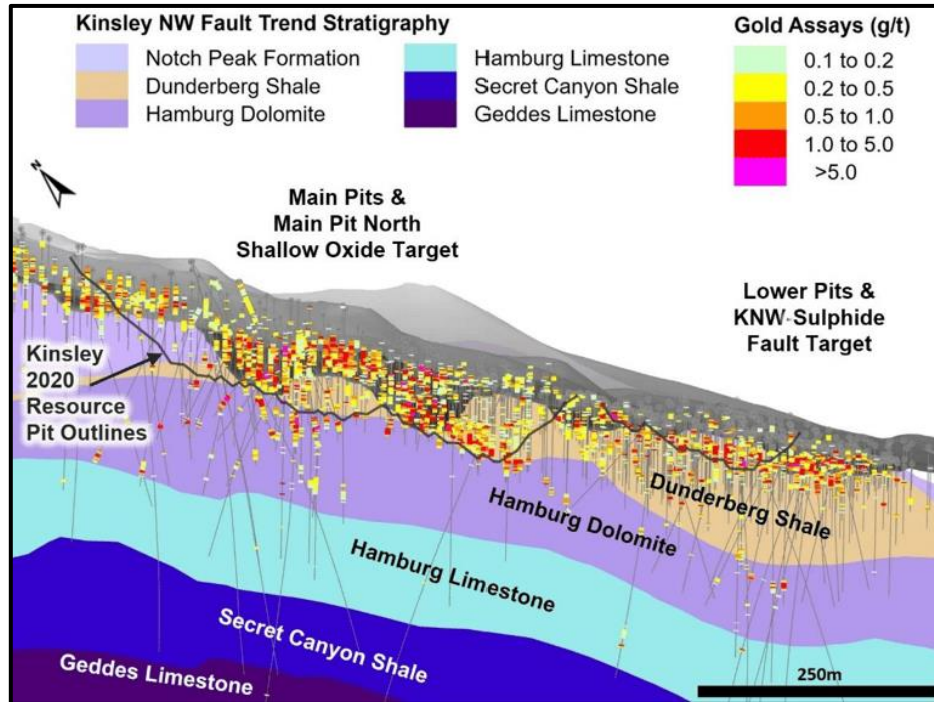 Kinsley NW Fault Trend Stratigraphy
Notch Peak Formation
Dunderberg Shale
Hamburg Dolomite
Hamburg Limestone
Secret Canyon Shale
Geddes Limestone
Gold Assays (g/t)
0.1 to 0.2
0.2 to 0.5
0.5 to 1.0
1.0 to 5.0
>5.0
N
Main Pits &
Main Pit North
Shallow Oxide Target
Lower Pits &
KNW-Sulphide
Fault Target
Kinsley
2020
Resource
Pit Outlines
Dunderberg Shale
Hamburg Dolomite
Hamburg Limestone
Secret Canyon Shale
Geddes Limestone
250m